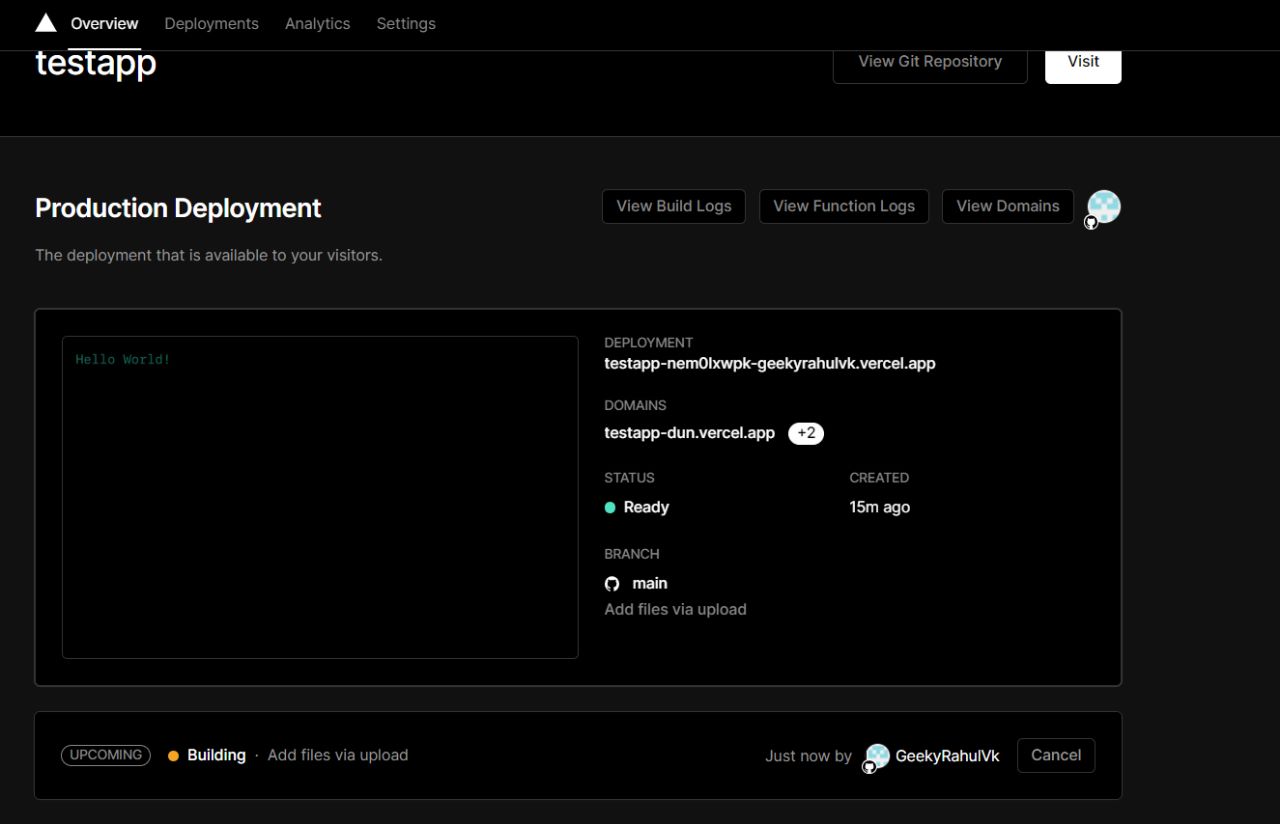 Overview Deployments Analytics Settings
testapp
View Git Repository
Visit
Production Deployment
View Build Logs
View Function Logs
View Domains
The deployment that is available to your visitors.
Hello World!
DEPLOYMENT
testapp-nem0lxwpk-geekyrahulvk.vercel.app
DOMAINS
testapp-dun.vercel.app +2
STATUS
Ready
CREATED
15m ago
BRANCH
main
Add files via upload
UPCOMING Building · Add files via upload
Just now by GeekyRahulVk Cancel